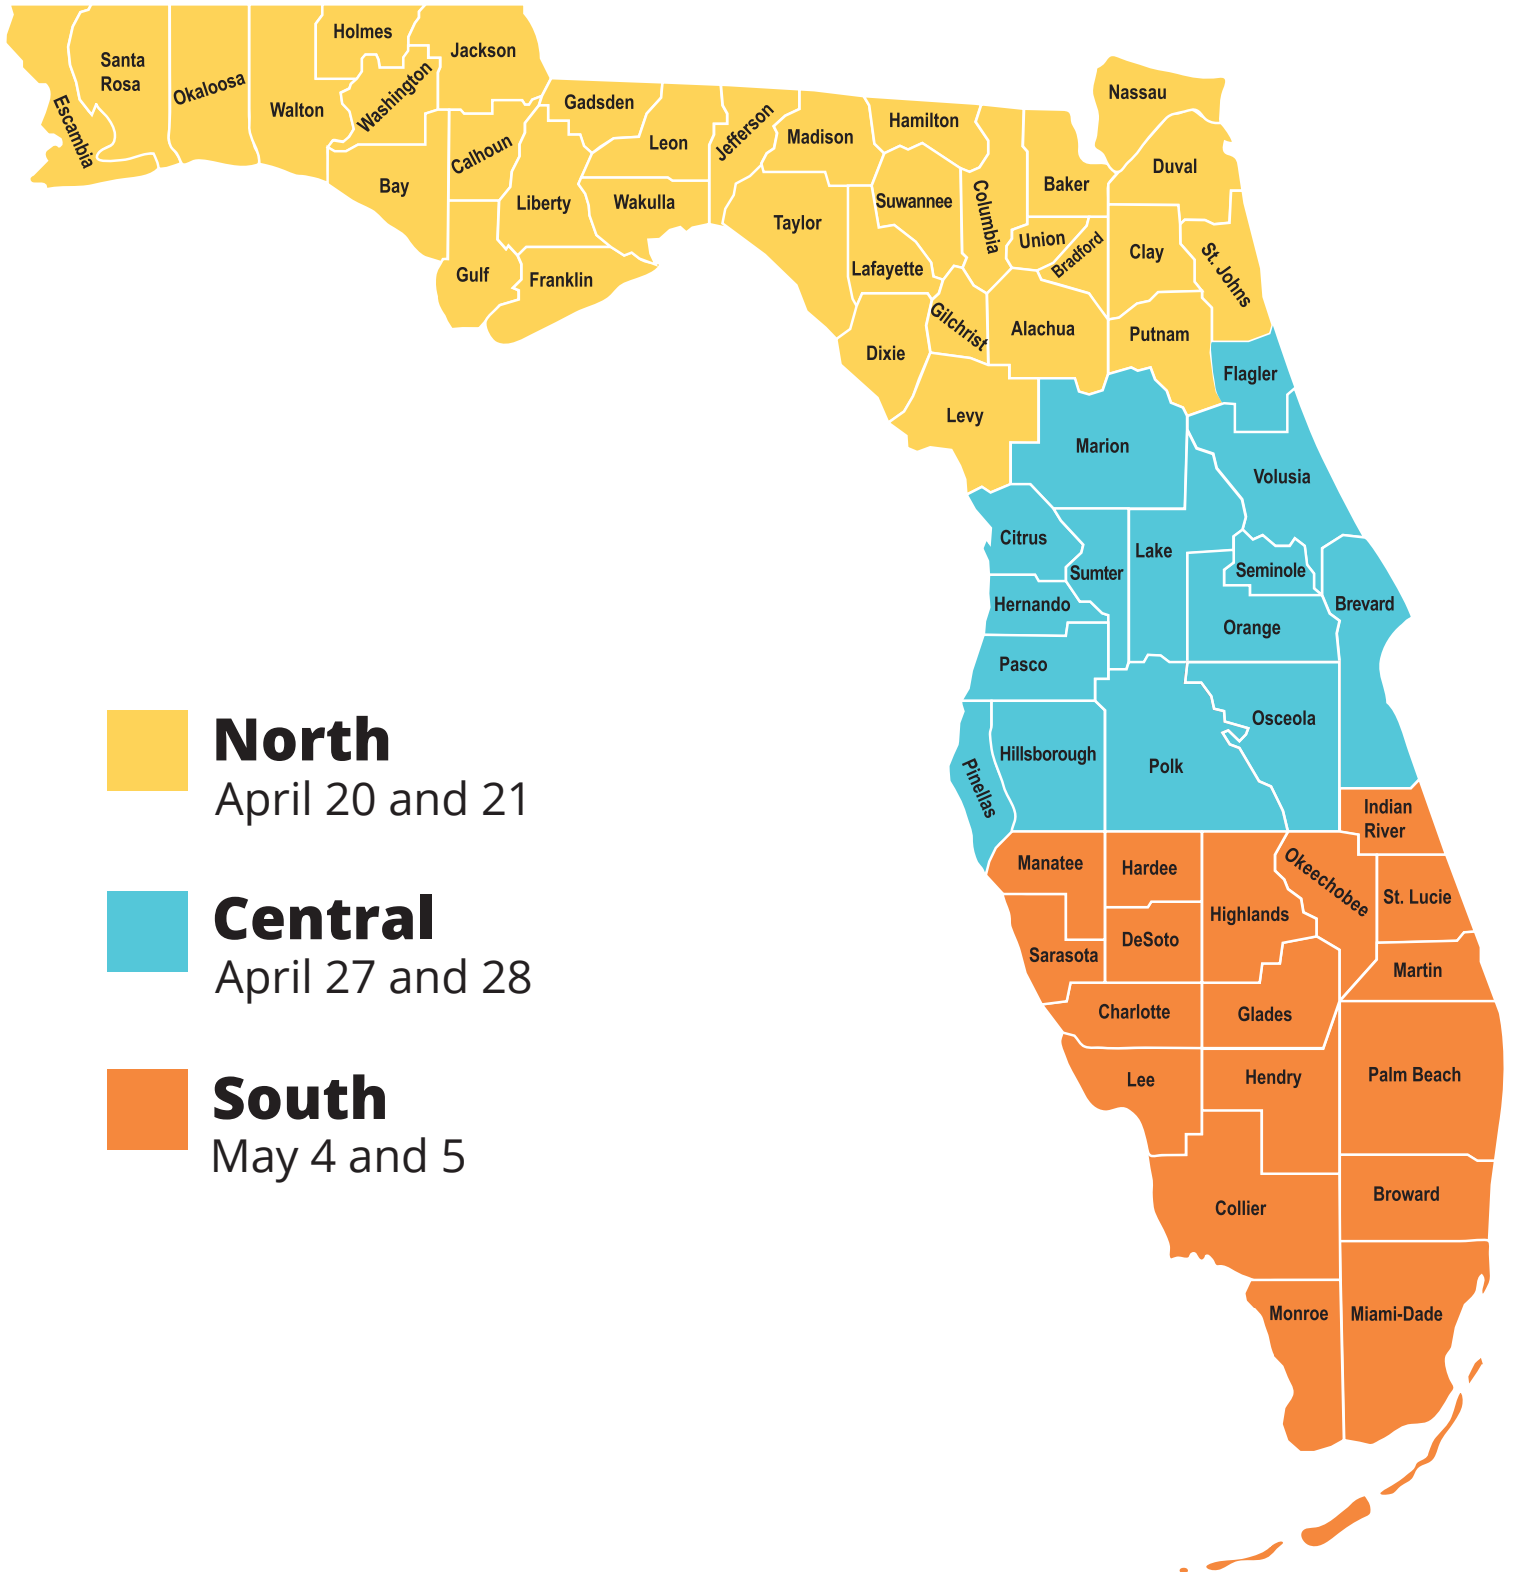 Holmes
Jackson
Santa
Rosa
Okaloosa
Walton
Washington
Escambia
Gadsden
Leon
Jefferson
Madison
Hamilton
Nassau
Calhoun
Bay
Liberty
Wakulla
Taylor
Suwannee
Columbia
Baker
Duval
Union
Bradford
Clay
St. Johns
Gulf
Franklin
Lafayette
Gilchrist
Alachua
Putnam
Dixie
Flagler
Levy
Marion
Volusia
Citrus
Lake
Sumter
Seminole
Hernando
Brevard
Orange
Pasco
Osceola
Hillsborough
Polk
Pinellas
Indian
River
Manatee
Hardee
Okeechobee
St. Lucie
Highlands
DeSoto
Sarasota
Martin
Charlotte
Glades
Lee
Hendry
Palm Beach
Collier
Broward
Monroe
Miami-Dade
North
April 20 and 21
Central
April 27 and 28
South
May 4 and 5